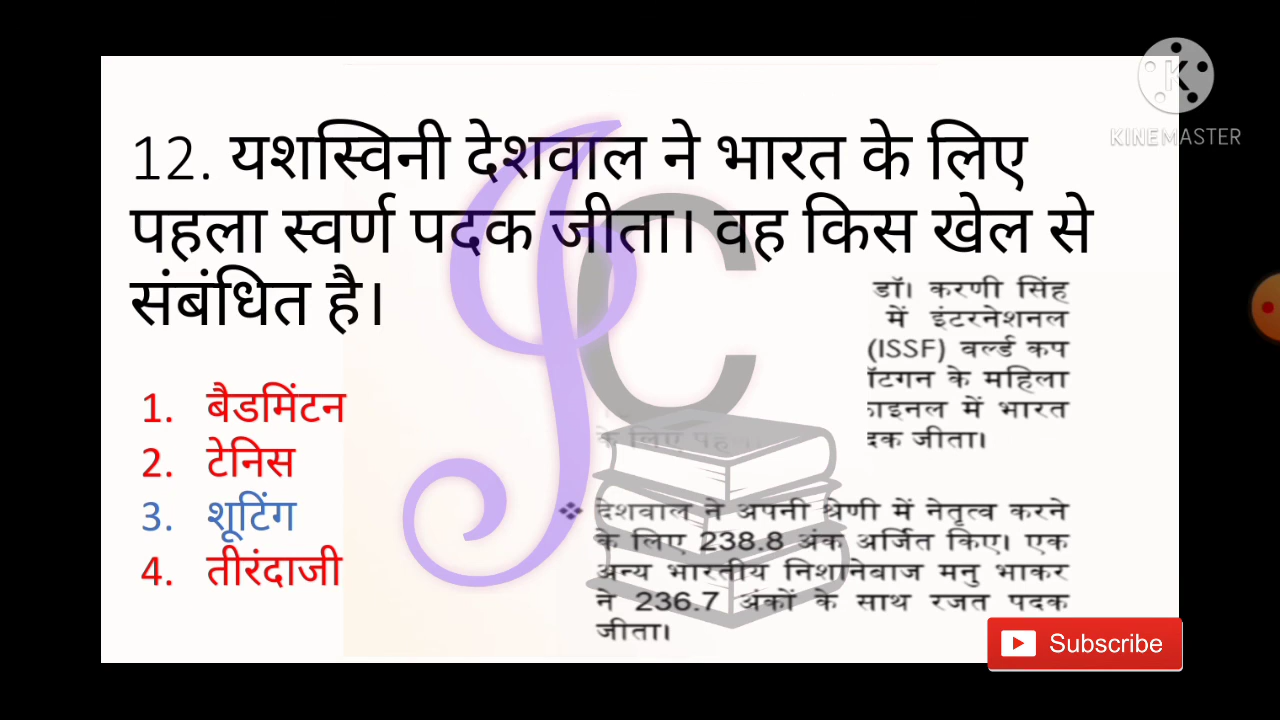 KINEMASTER
12. यशस्विनी देशवाल ने भारत के लिए
पहला स्वर्ण पदक जीता। वह किस खेल से
संबंधित है।
डॉ। करणी सिंह
में इंटरनेशनल
(ISSF) वर्ल्ड कप
के महिला
में भारत
जीता।
के लिए
1. बैडमिंटन
2. टेनिस
3. शूटिंग
4. तीरंदाजी
❖ देशवाल ने अपनी श्रेणी में नेतृत्व करने
के लिए 238.8 अंक अर्जित किए। एक
अन्य भारतीय निशानेबाज मनु भाकर
ने 236.7 अंकों के साथ रजत पदक
जीता।
Subscribe